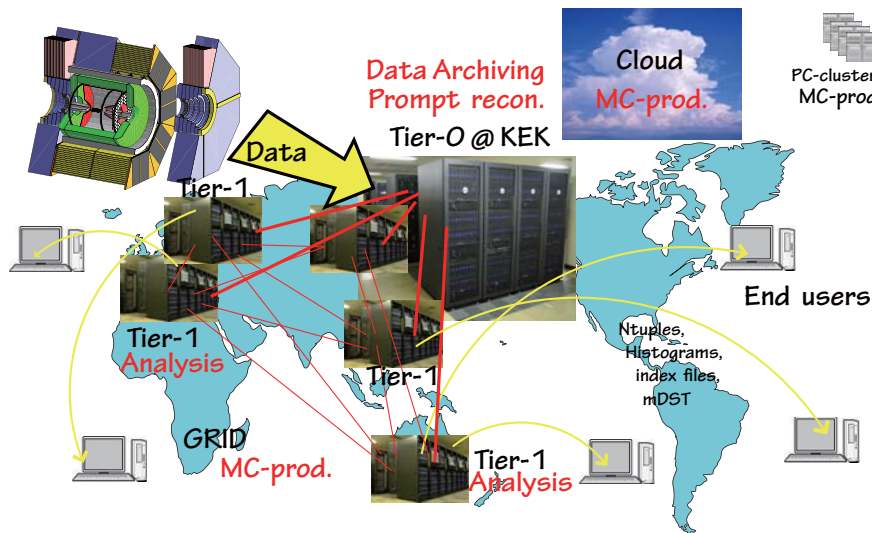 Data Archiving
Prompt recon.
Tier-0 @ KEK
Cloud
MC-prod.
PC-cluster
MC-prod
Data
Tier-1
Tier-1
Analysis
Tier-1
GRID
MC-prod.
Tier-1
Analysis
End users
Ntuples,
Histograms,
index files,
mDST